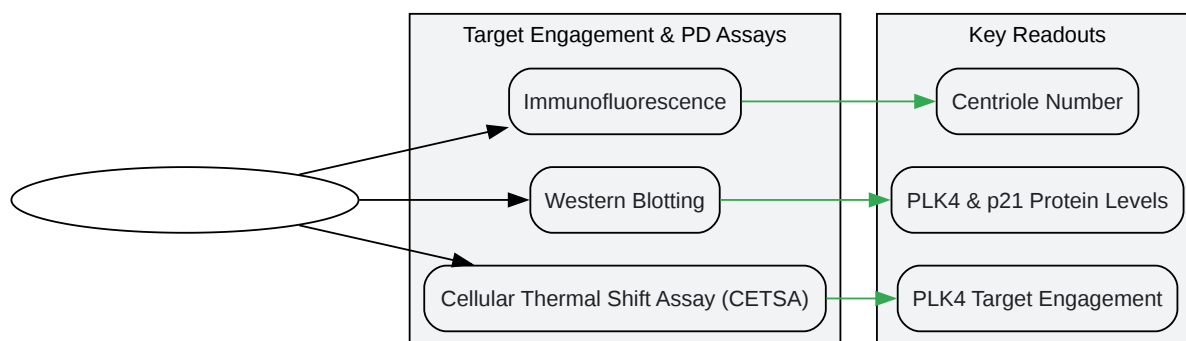 Target Engagement & PD Assays
Immunofluorescence
Western Blotting
Cellular Thermal Shift Assay (CETSA)
Key Readouts
Centriole Number
PLK4 & p21 Protein Levels
PLK4 Target Engagement